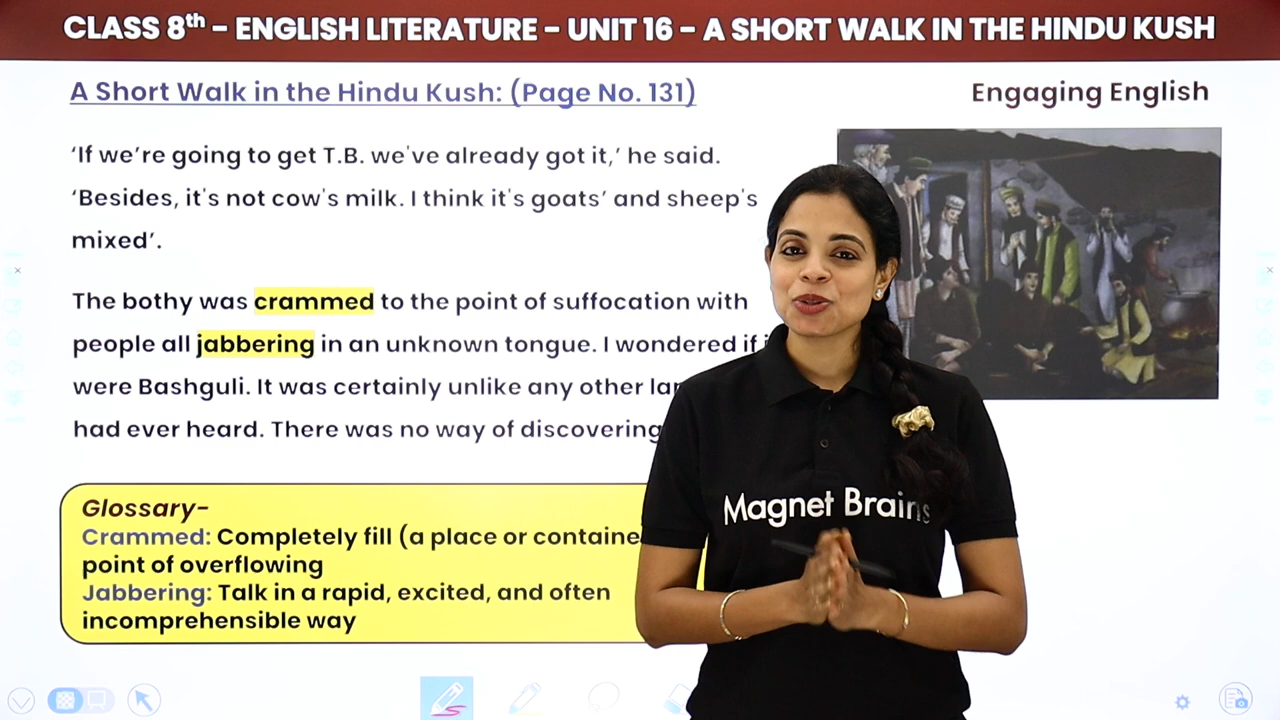 CLASS 8th - ENGLISH LITERATURE - UNIT 16 - A SHORT WALK IN THE HINDU KUSH
A Short Walk in the Hindu Kush: (Page No. 131)
Engaging English
‘If we’re going to get T.B. we've already got it,’ he said.
‘Besides, it's not cow's milk. I think it's goats’ and sheep's
mixed’.
The bothy was crammed to the point of suffocation with
people all jabbering in an unknown tongue. I wondered if
were Bashguli. It was certainly unlike any other
had ever heard. There was no way of discovering
Glossary-
Crammed: Completely fill (a place or
point of overflowing
Jabbering: Talk in a rapid, excited, and often
incomprehensible way
Magnet Brains